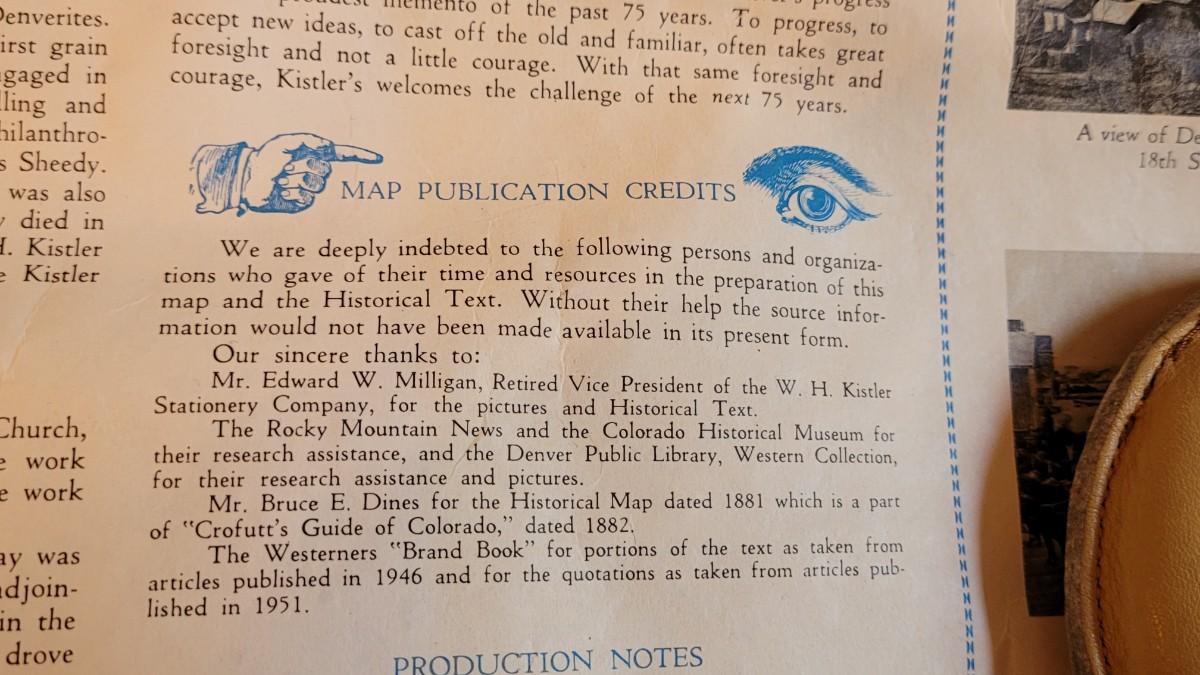 Denverites.
first grain
engaged in
lling and
hilanthro-
s Sheedy.
was also
died in
H. Kistler
Kistler
Church,
work
work
ay was
adjoin-
in the
drove
memento of the past 75 years. To progress, to
accept new ideas, to cast off the old and familiar, often takes great
foresight and not a little courage. With that same foresight and
courage, Kistler's welcomes the challenge of the next 75 years.
MAP PUBLICATION CREDITS
We are deeply indebted to the following persons and organiza-
tions who gave of their time and resources in the preparation of this
map and the Historical Text. Without their help the source infor-
mation would not have been made available in its present form.
Our sincere thanks to:
Mr. Edward W. Milligan, Retired Vice President of the W. H. Kistler
Stationery Company, for the pictures and Historical Text.
The Rocky Mountain News and the Colorado Historical Museum for
their research assistance, and the Denver Public Library, Western Collection,
for their research assistance and pictures.
Mr. Bruce E. Dines for the Historical Map dated 1881 which is a part
of "Crofutt's Guide of Colorado," dated 1882.
The Westerners "Brand Book" for portions of the text as taken from
articles published in 1946 and for the quotations as taken from articles pub-
lished in 1951.
PRODUCTION NOTES
A view of De
18th S